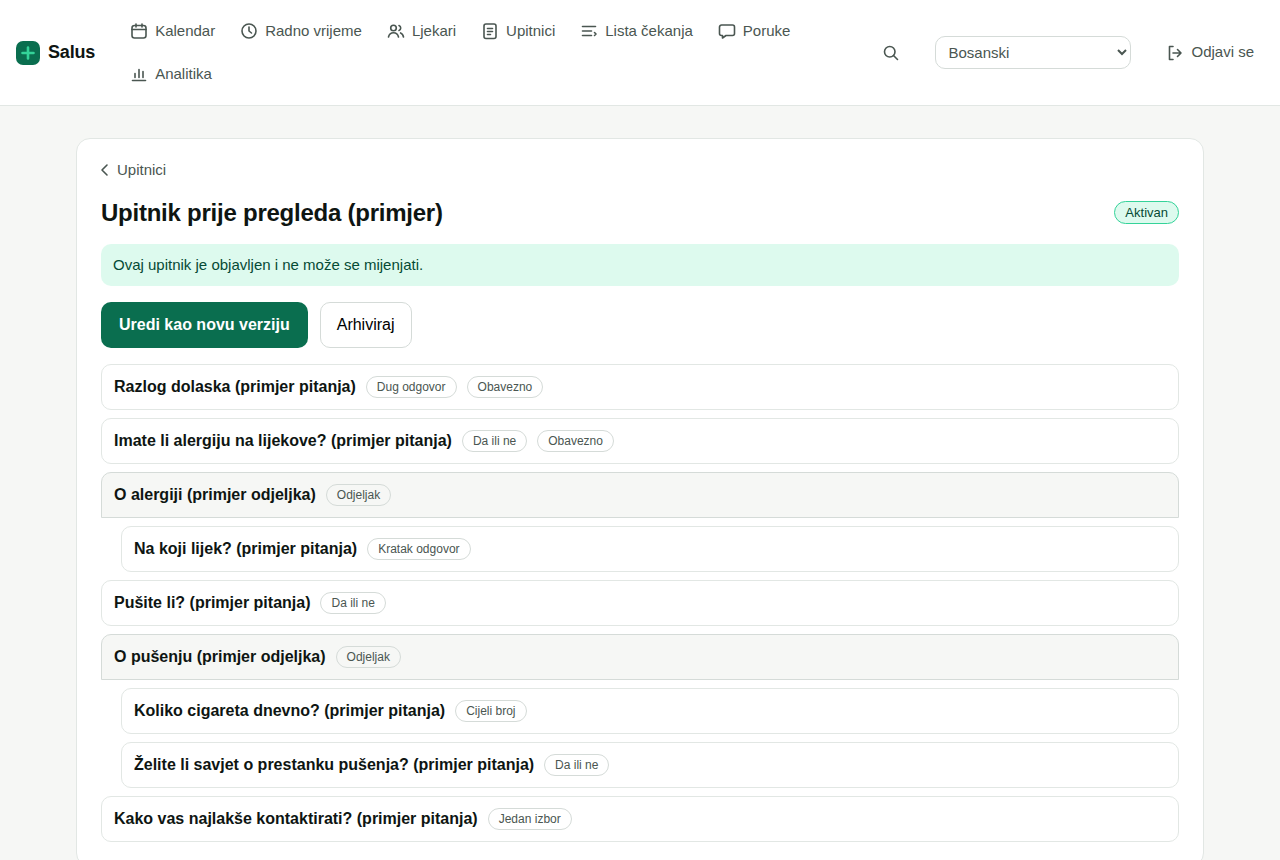 Salus
Kalendar
Radno vrijeme
Ljekari
Upitnici
Lista čekanja
Poruke
Analitika
Bosanski
Odjavi se
Upitnici
Upitnik prije pregleda (primjer)
Aktivan
Ovaj upitnik je objavljen i ne može se mijenjati.
Uredi kao novu verziju
Arhiviraj
Razlog dolaska (primjer pitanja) Dug odgovor Obavezno
Imate li alergiju na lijekove? (primjer pitanja) Da ili ne Obavezno
O alergiji (primjer odjeljka) Odjeljak
Na koji lijek? (primjer pitanja) Kratak odgovor
Pušite li? (primjer pitanja) Da ili ne
O pušenju (primjer odjeljka) Odjeljak
Koliko cigareta dnevno? (primjer pitanja) Cijeli broj
Želite li savjet o prestanku pušenja? (primjer pitanja) Da ili ne
Kako vas najlakše kontaktirati? (primjer pitanja) Jedan izbor